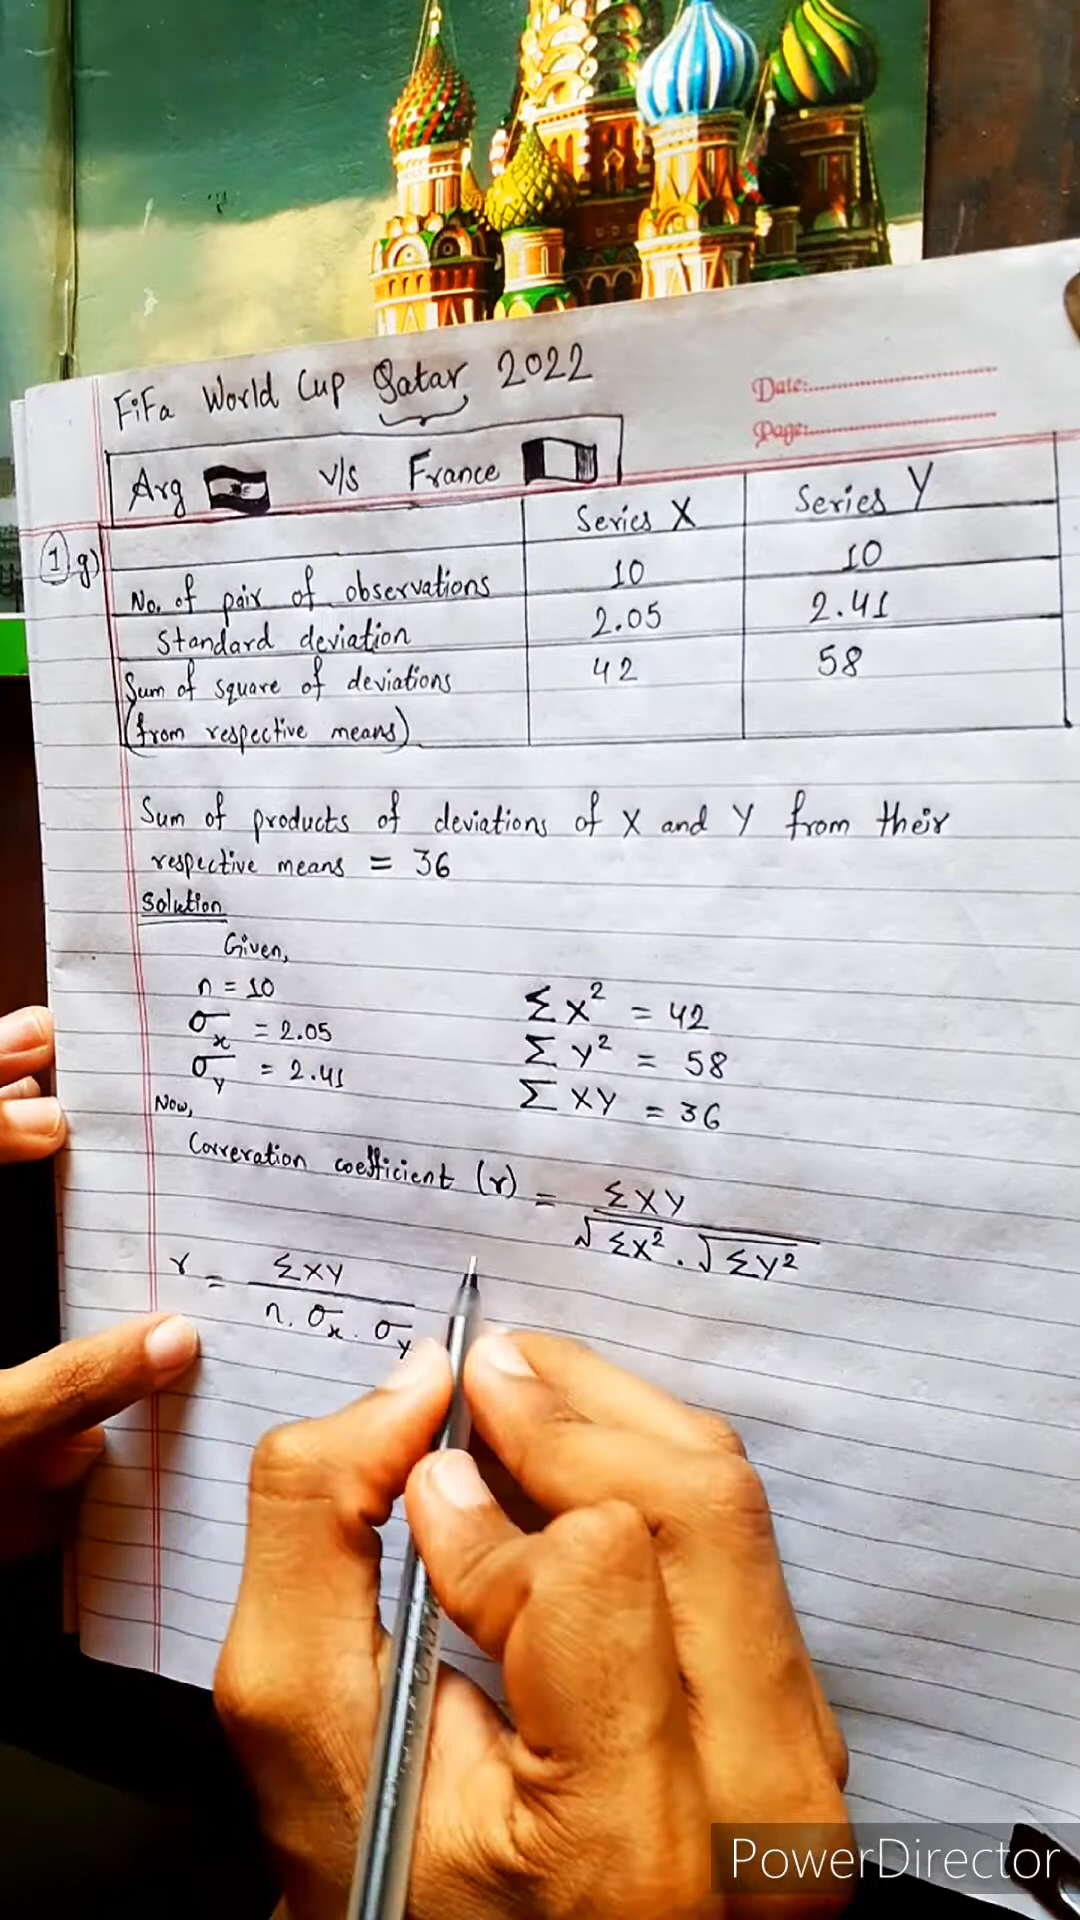 FiFa World Cup Qatar 2022
Date:
Page:
Arg v/s France
Series X Series Y
1 g)
No. of pair of observations 10 10
Standard deviation 2.05 2.41
Sum of square of deviations 42 58
(from respective means)
Sum of products of deviations of X and Y from their
respective means = 36
Solution
Given,
n = 10 Σx² = 42
σx = 2.05 Σy² = 58
σy = 2.41 ΣXY = 36
Now,
Correration coefficient (r) = ΣXY / √ΣX² . √ΣY²
r = ΣXY / n. σx . σy
PowerDirector